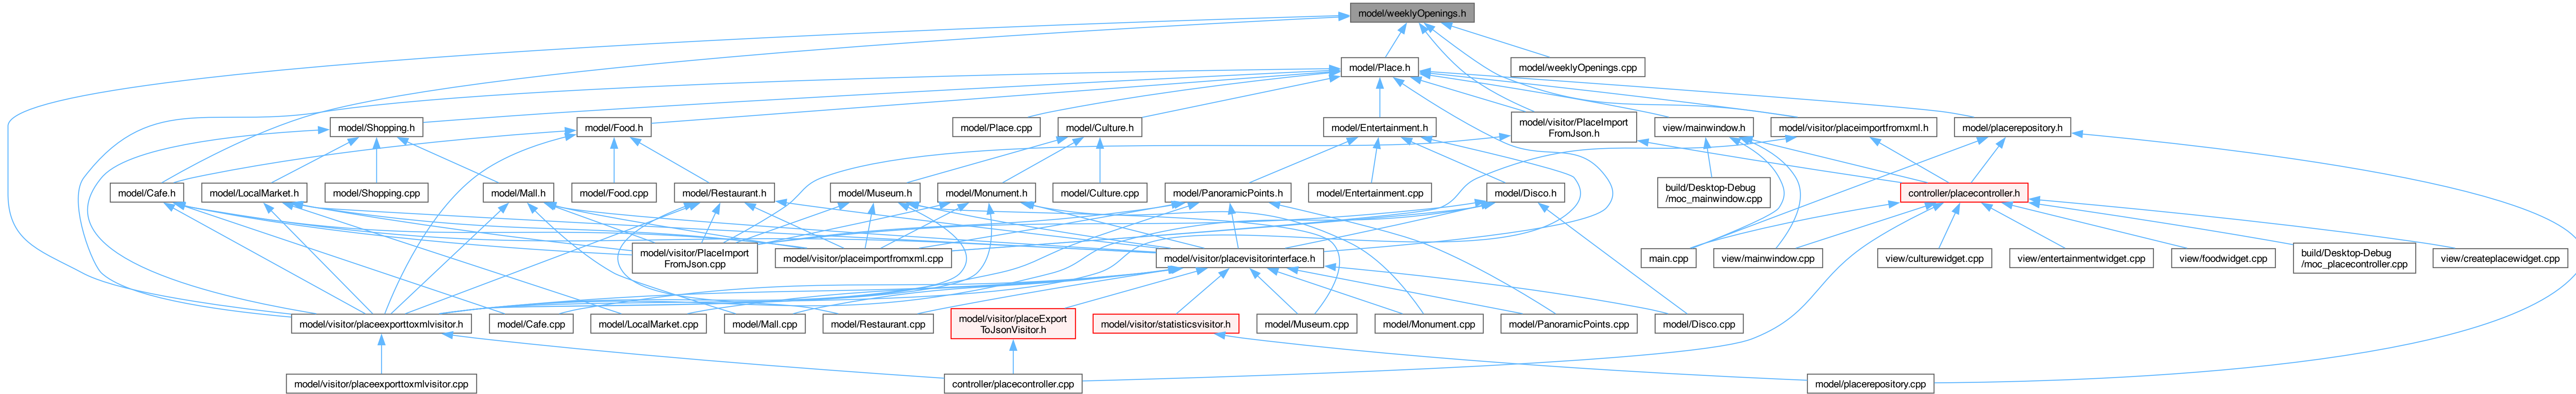 model/weeklyOpenings.h
model/Place.h
model/weeklyOpenings.cpp
model/Shopping.h
model/Food.h
model/Place.cpp
model/Culture.h
model/Entertainment.h
model/visitor/PlaceImport
FromJson.h
view/mainwindow.h
model/visitor/placeimportfromxml.h
model/placerepository.h
model/Cafe.h
model/LocalMarket.h
model/Shopping.cpp
model/Mall.h
model/Food.cpp
model/Restaurant.h
model/Museum.h
model/Monument.h
model/Culture.cpp
model/PanoramicPoints.h
model/Entertainment.cpp
model/Disco.h
build/Desktop-Debug
/moc_mainwindow.cpp
controller/placecontroller.h
model/visitor/PlaceImport
FromJson.cpp
model/visitor/placeimportfromxml.cpp
model/visitor/placevisitorinterface.h
main.cpp
view/mainwindow.cpp
view/culturewidget.cpp
view/entertainmentwidget.cpp
view/foodwidget.cpp
build/Desktop-Debug
/moc_placecontroller.cpp
view/createplacewidget.cpp
model/visitor/placeexporttoxmlvisitor.h
model/Cafe.cpp
model/LocalMarket.cpp
model/Mall.cpp
model/Restaurant.cpp
model/visitor/placeExport
ToJsonVisitor.h
model/visitor/statisticsvisitor.h
model/Museum.cpp
model/Monument.cpp
model/PanoramicPoints.cpp
model/Disco.cpp
model/visitor/placeexporttoxmlvisitor.cpp
controller/placecontroller.cpp
model/placerepository.cpp